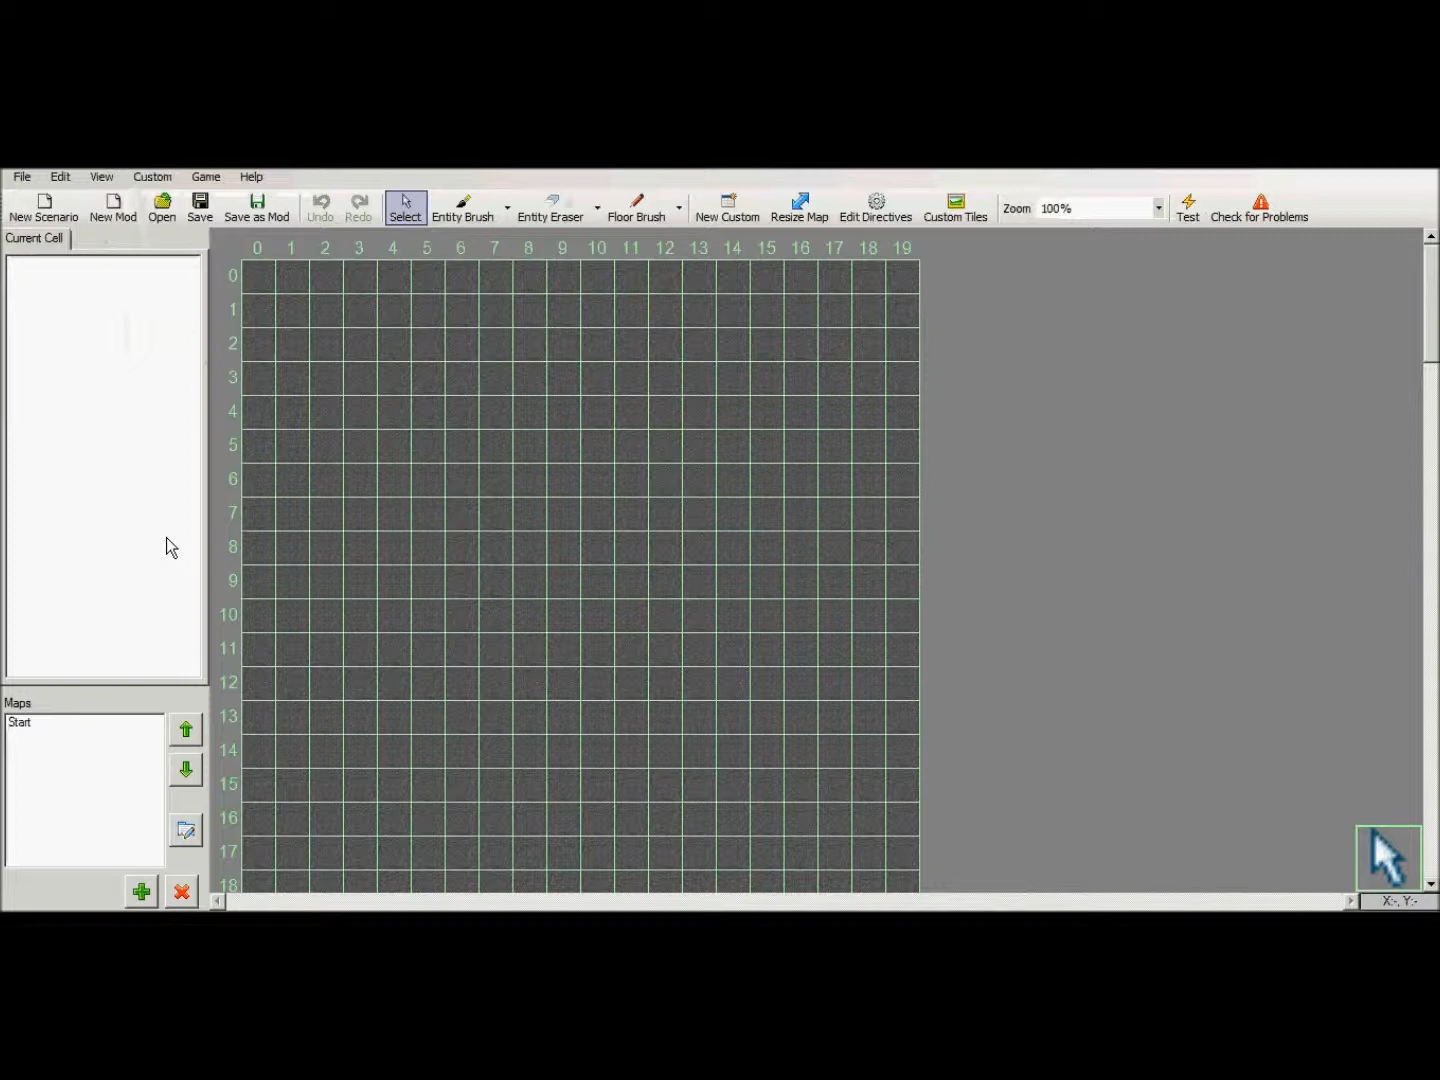 File Edit View Custom Game Help
New Scenario New Mod Open Save Save as Mod Undo Redo Select Entity Brush Entity Eraser Floor Brush New Custom Resize Map Edit Directives Custom Tiles Zoom 100% Test Check for Problems
Current Cell
0 1 2 3 4 5 6 7 8 9 10 11 12 13 14 15 16 17 18 19
0
1
2
3
4
5
6
7
8
9
10
11
12
13
14
15
16
17
18
Maps
Start
X:-, Y:-